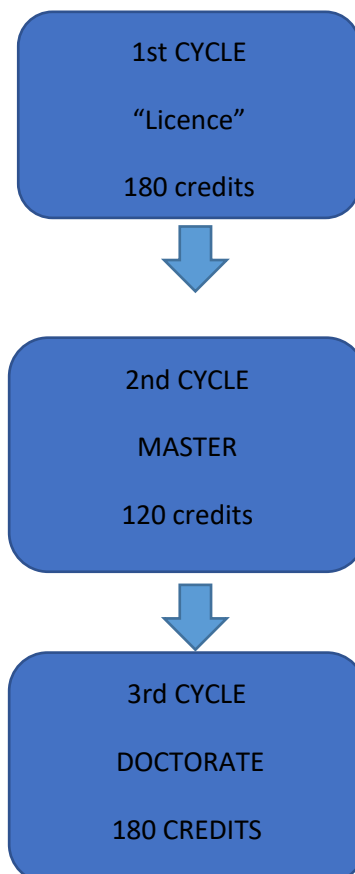 1st CYCLE
“Licence”
180 credits
2nd CYCLE
MASTER
120 credits
3rd CYCLE
DOCTORATE
180 CREDITS